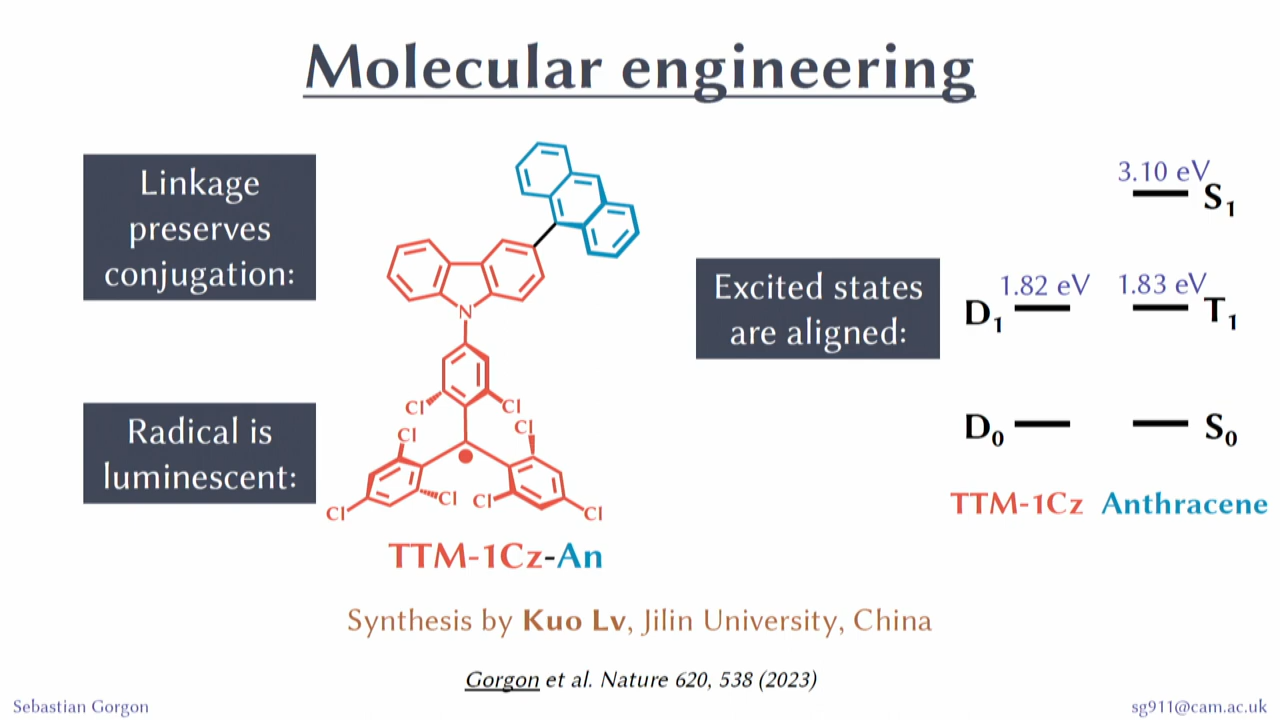 Molecular engineering
Linkage
preserves
conjugation:
Radical is
luminescent:
N
Cl
Cl
Cl
Cl
Cl
Cl
Cl
Cl
TTM-1Cz-An
Excited states
are aligned:
3.10 eV
S1
1.82 eV
1.83 eV
D1
T1
D0
S0
TTM-1Cz
Anthracene
Synthesis by Kuo Lv, Jilin University, China
Gorgon et al. Nature 620, 538 (2023)
Sebastian Gorgon
sg911@cam.ac.uk